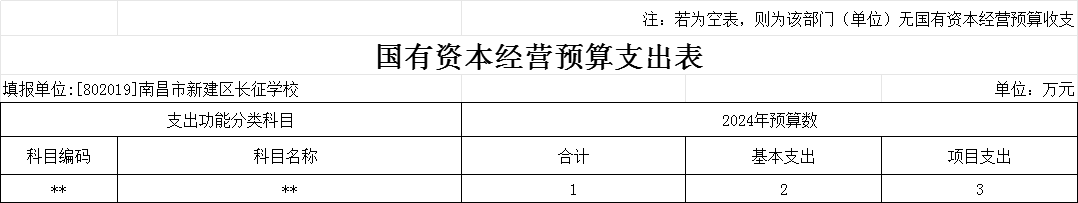 注：若为空表，则为该部门（单位）无国有资本经营预算收支
国有资本经营预算支出表
填报单位:[802019]南昌市新建区长征学校 单位：万元
支出功能分类科目 2024年预算数
科目编码 科目名称 合计 基本支出 项目支出
** ** 1 2 3